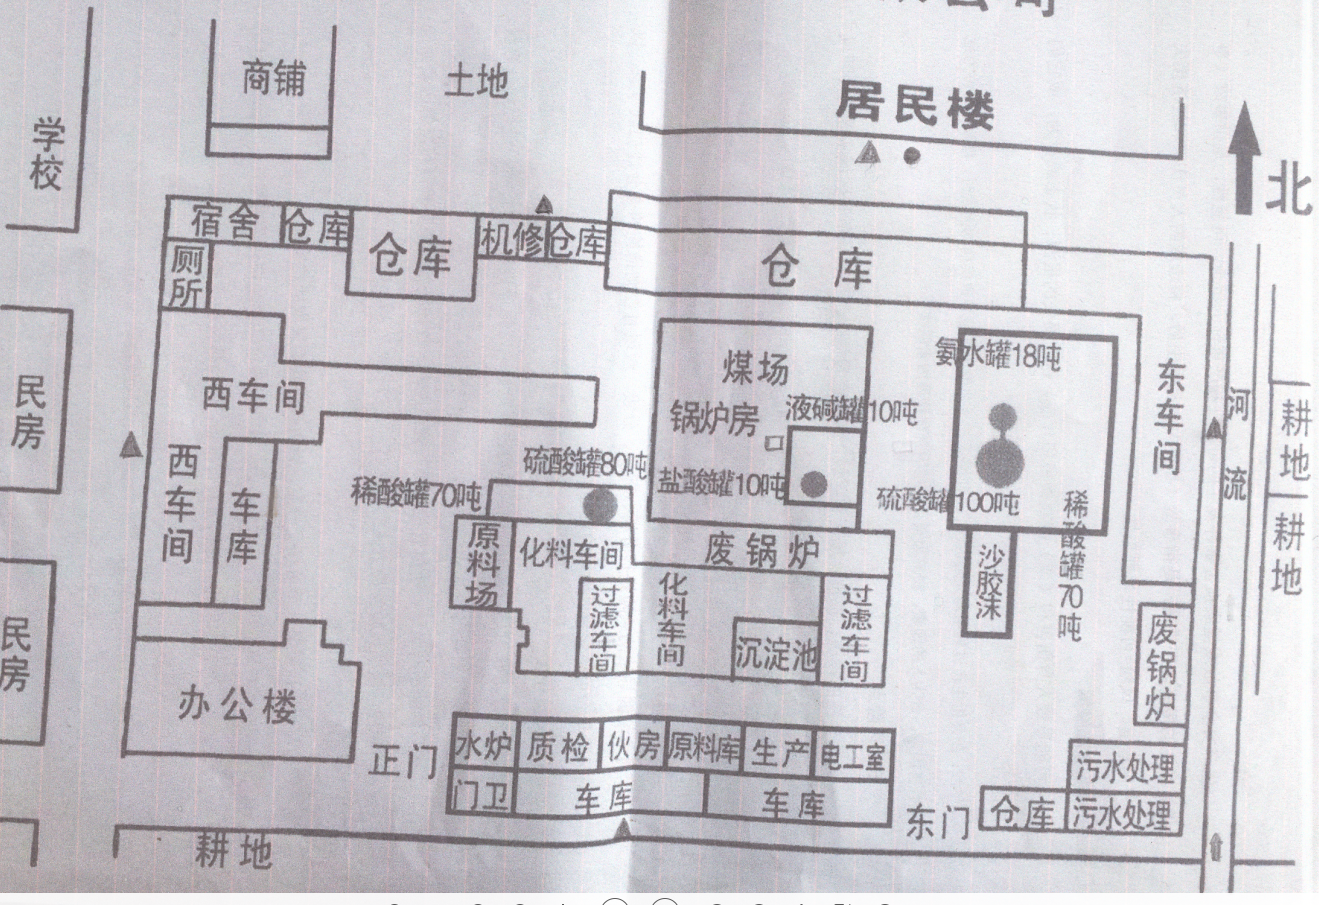 公司
商铺
土地
居民楼
学校
北
宿舍
仓库
仓库
机修
仓库
仓库
厕所
煤场
氨水罐18吨
西车间
锅炉房
液碱罐10吨
东车间
河流
耕地
民房
硫酸罐80吨
稀酸罐70吨
盐酸罐10吨
硫酸罐100吨
稀酸罐70吨
西车间
车库
原料场
化料车间
废锅炉
沙胶沫
耕地
过滤车间
化料车间
沉淀池
过滤车间
废锅炉
民房
办公楼
正门
水炉
质检
伙房
原料库
生产
电工室
污水处理
门卫
车库
车库
东门
仓库
污水处理
耕地